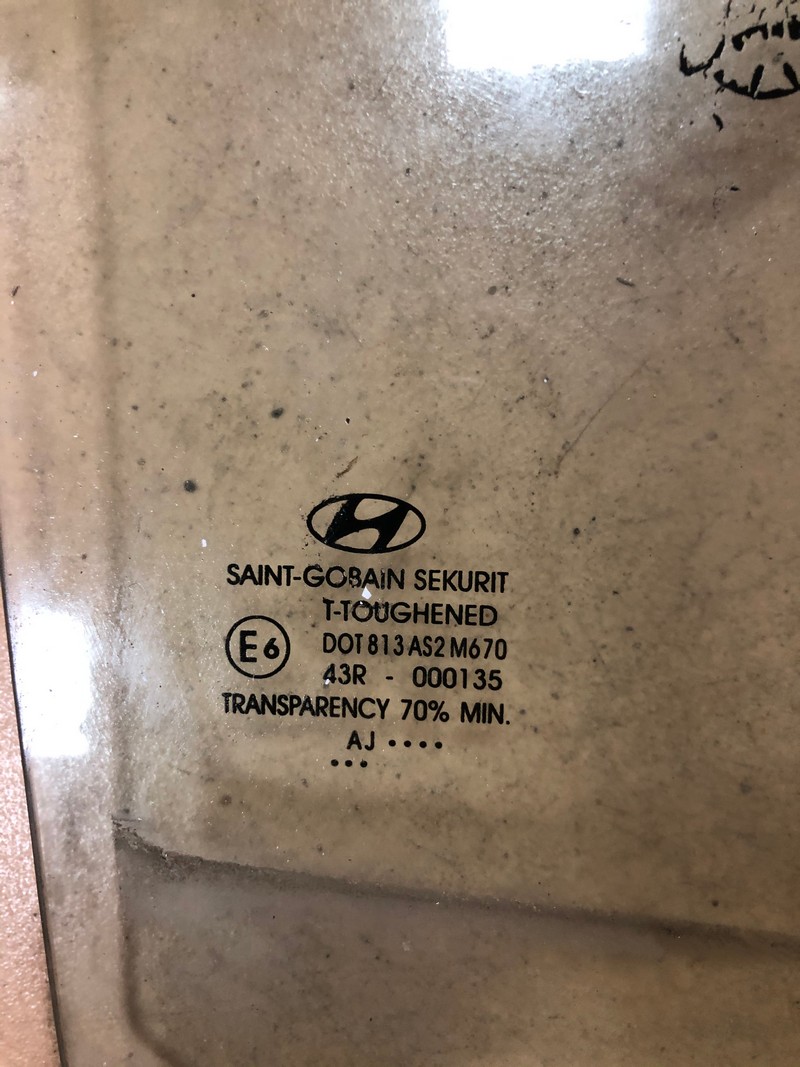 SAINT-GOBAIN SEKURIT
T-TOUGHENED
E6 DOT 813 AS2 M670
43R - 000135
TRANSPARENCY 70% MIN.
AJ ••••
•••